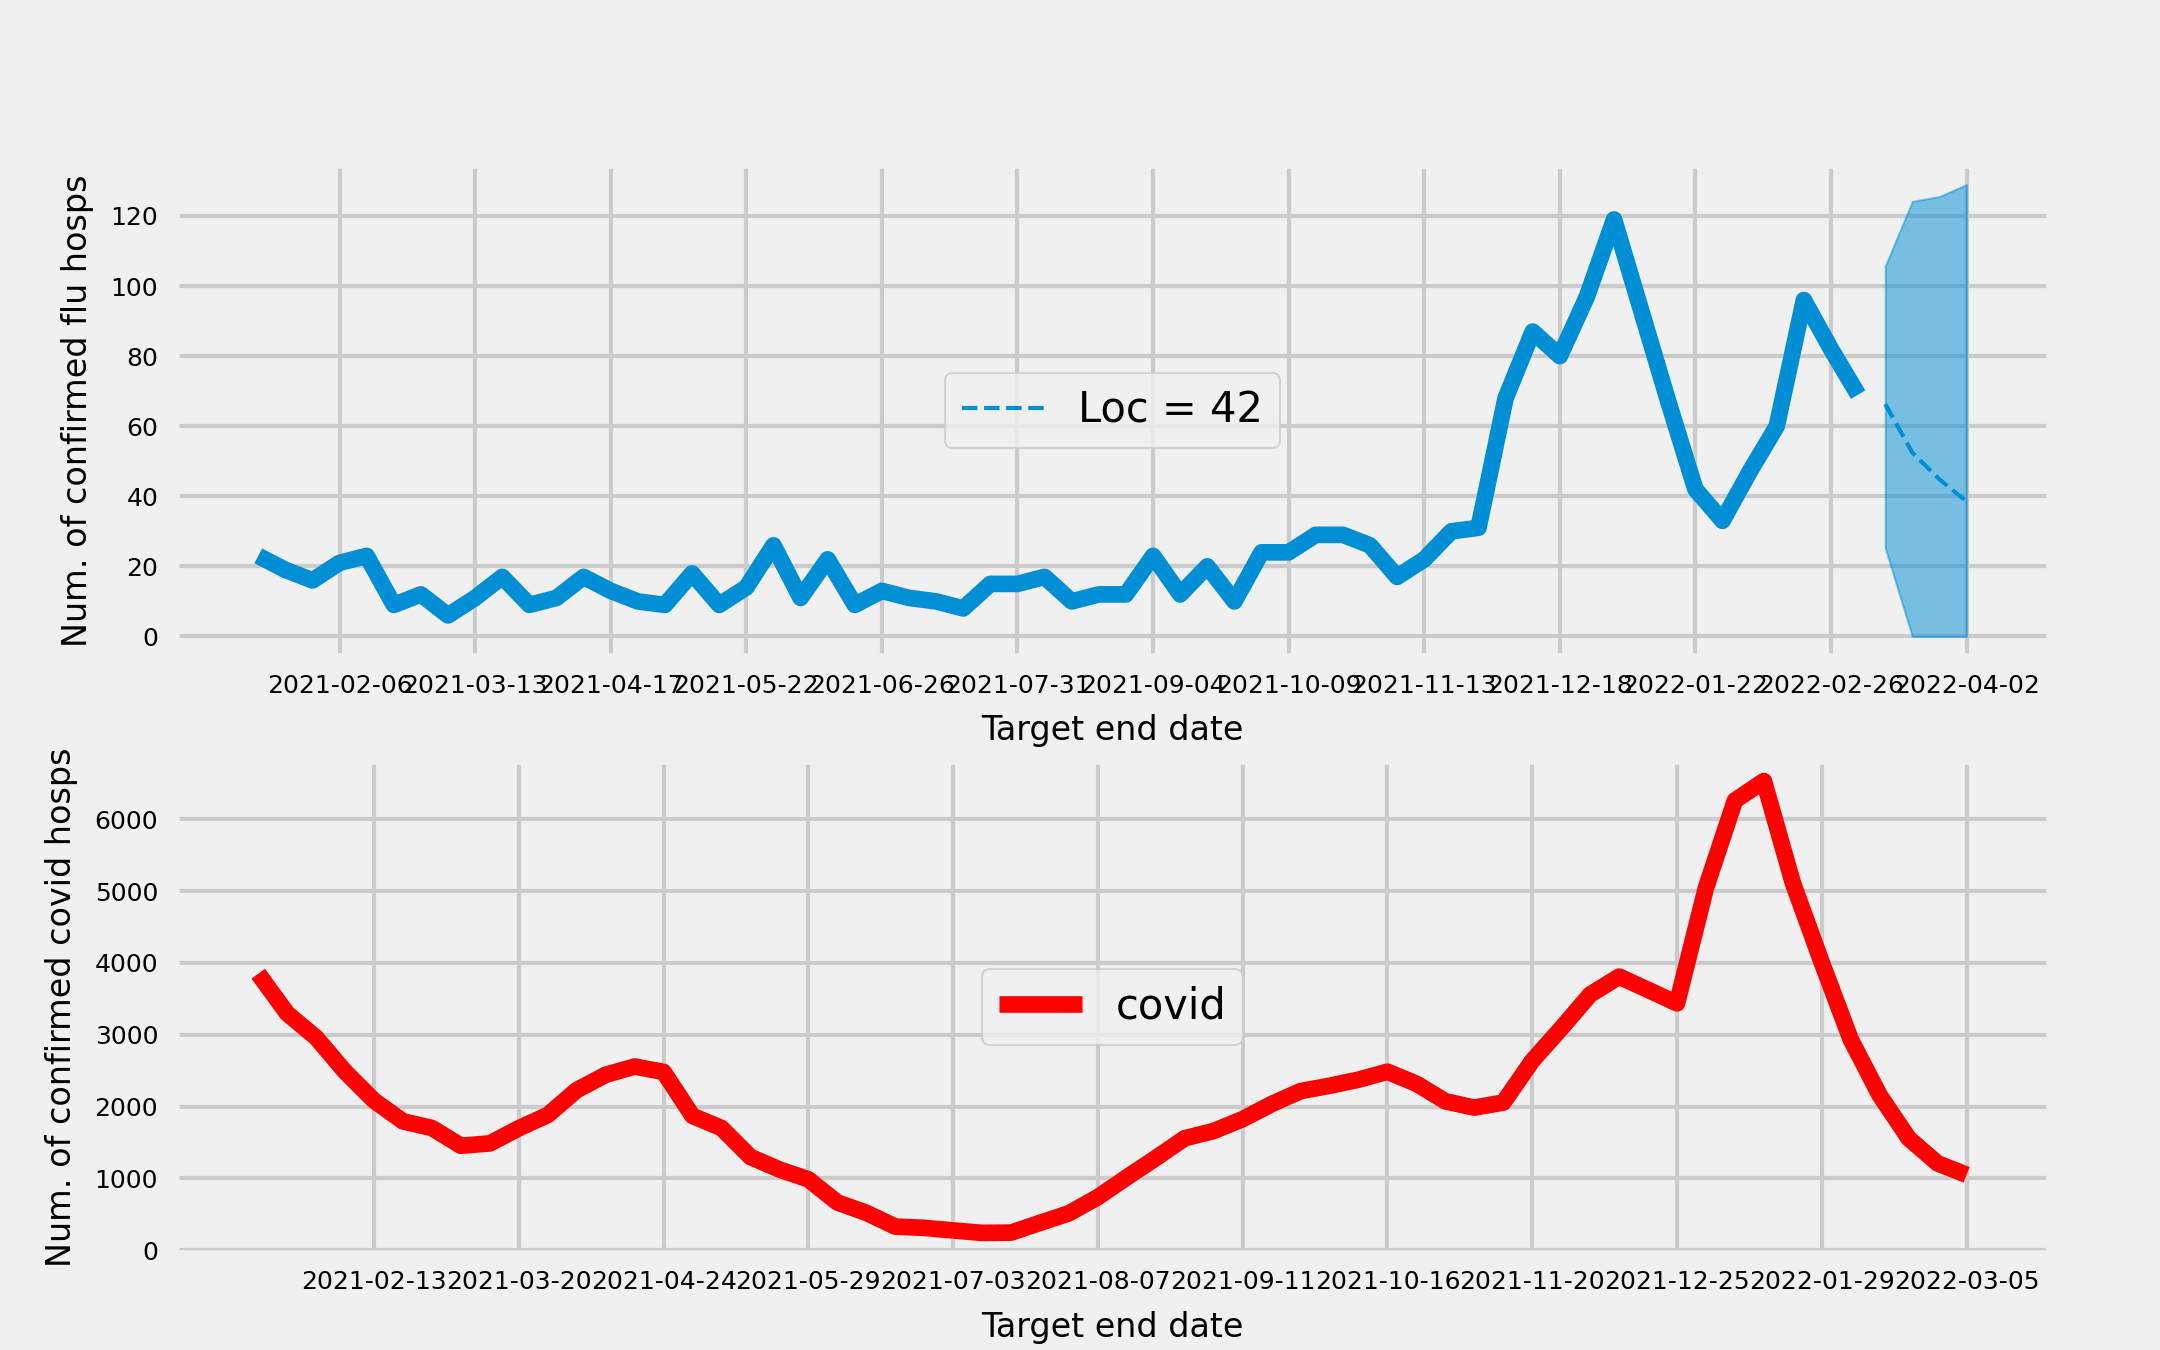 Num. of confirmed flu hosps
120
100
80
60
40
20
0
Loc = 42
2021-02-06 2021-03-13 2021-04-17 2021-05-22 2021-06-26 2021-07-31 2021-09-04 2021-10-09 2021-11-13 2021-12-18 2022-01-22 2022-02-26 2022-04-02
Target end date
Num. of confirmed covid hosps
6000
5000
4000
3000
2000
1000
0
covid
2021-02-13 2021-03-20 2021-04-24 2021-05-29 2021-07-03 2021-08-07 2021-09-11 2021-10-16 2021-11-20 2021-12-25 2022-01-29 2022-03-05
Target end date